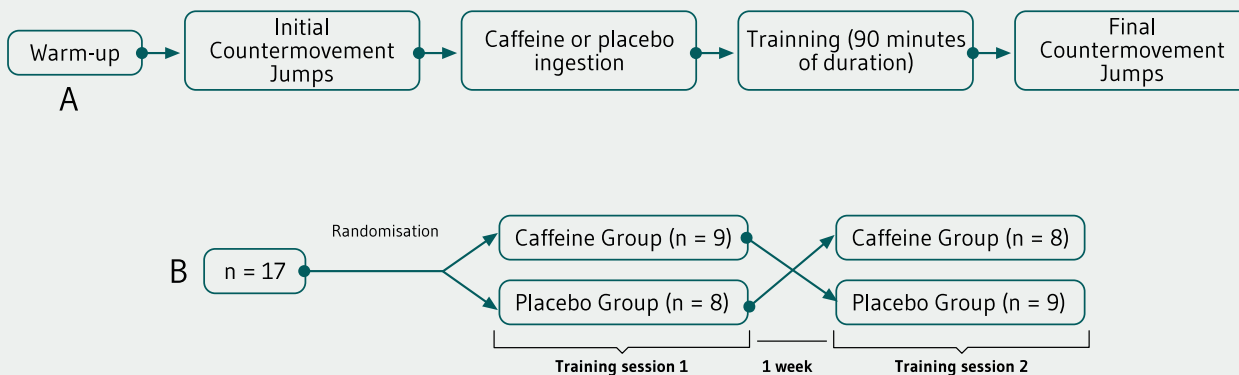 Warm-up
Initial
Countermovement
Jumps
Caffeine or placebo
ingestion
Trainning (90 minutes
of duration)
Final
Countermovement
Jumps
A
Randomisation
B
n = 17
Caffeine Group (n = 9)
Caffeine Group (n = 8)
Placebo Group (n = 8)
Placebo Group (n = 9)
Training session 1
1 week
Training session 2